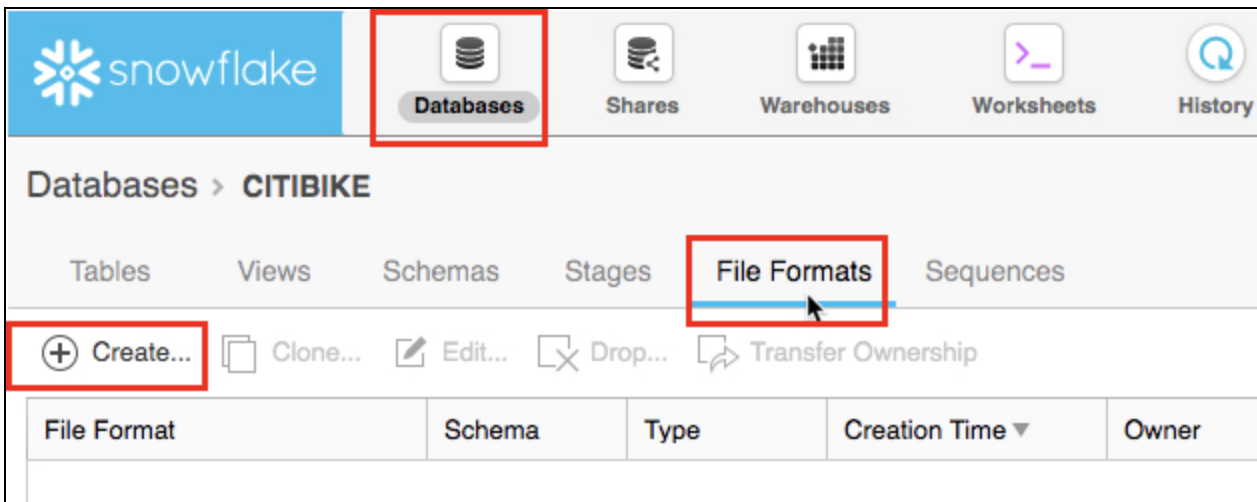 snowflake
Databases Shares Warehouses Worksheets History
Databases > CITIBIKE
Tables Views Schemas Stages File Formats Sequences
Create... Clone... Edit... Drop... Transfer Ownership
File Format Schema Type Creation Time Owner